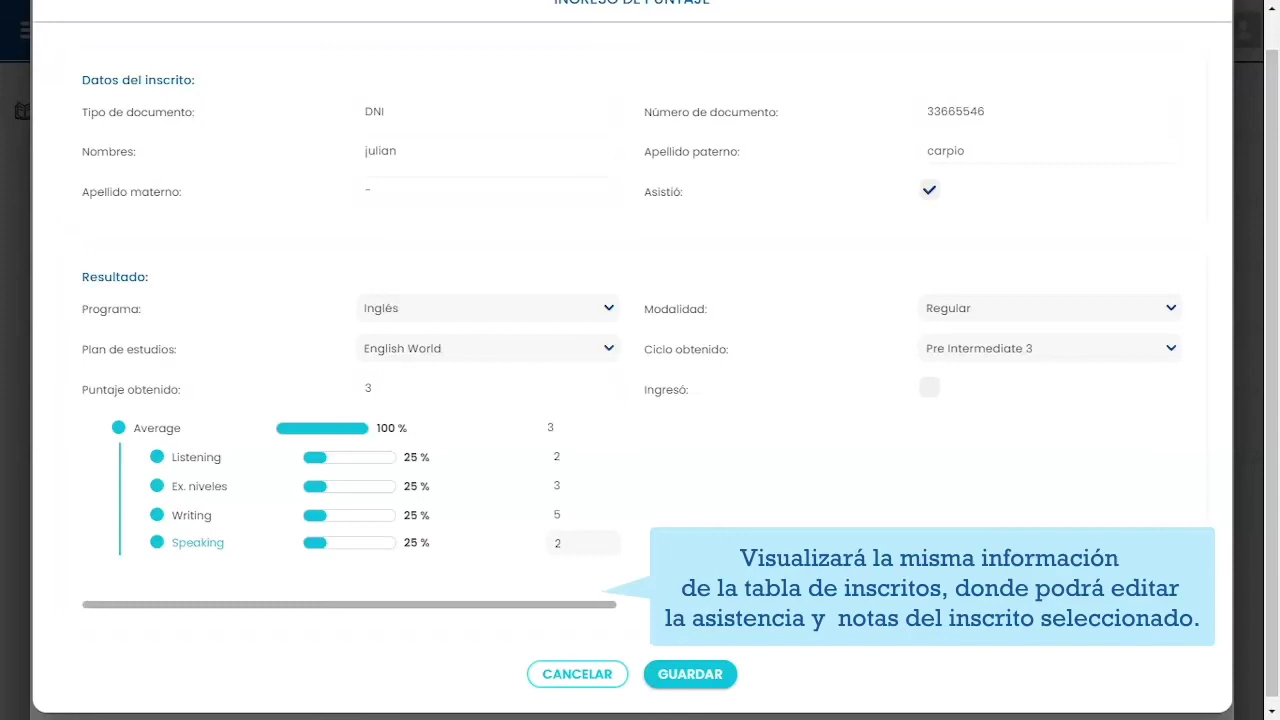 INGRESO DE PUNTAJE
Datos del inscrito:
Tipo de documento: DNI Número de documento: 33665546
Nombres: julian Apellido paterno: carpio
Apellido materno: - Asistió:
Resultado:
Programa: Inglés Modalidad: Regular
Plan de estudios: English World Ciclo obtenido: Pre Intermediate 3
Puntaje obtenido: 3 Ingresó:
Average 100 % 3
Listening 25 % 2
Ex. niveles 25 % 3
Writing 25 % 5
Speaking 25 % 2
Visualizará la misma información
de la tabla de inscritos, donde podrá editar
la asistencia y notas del inscrito seleccionado.
CANCELAR GUARDAR